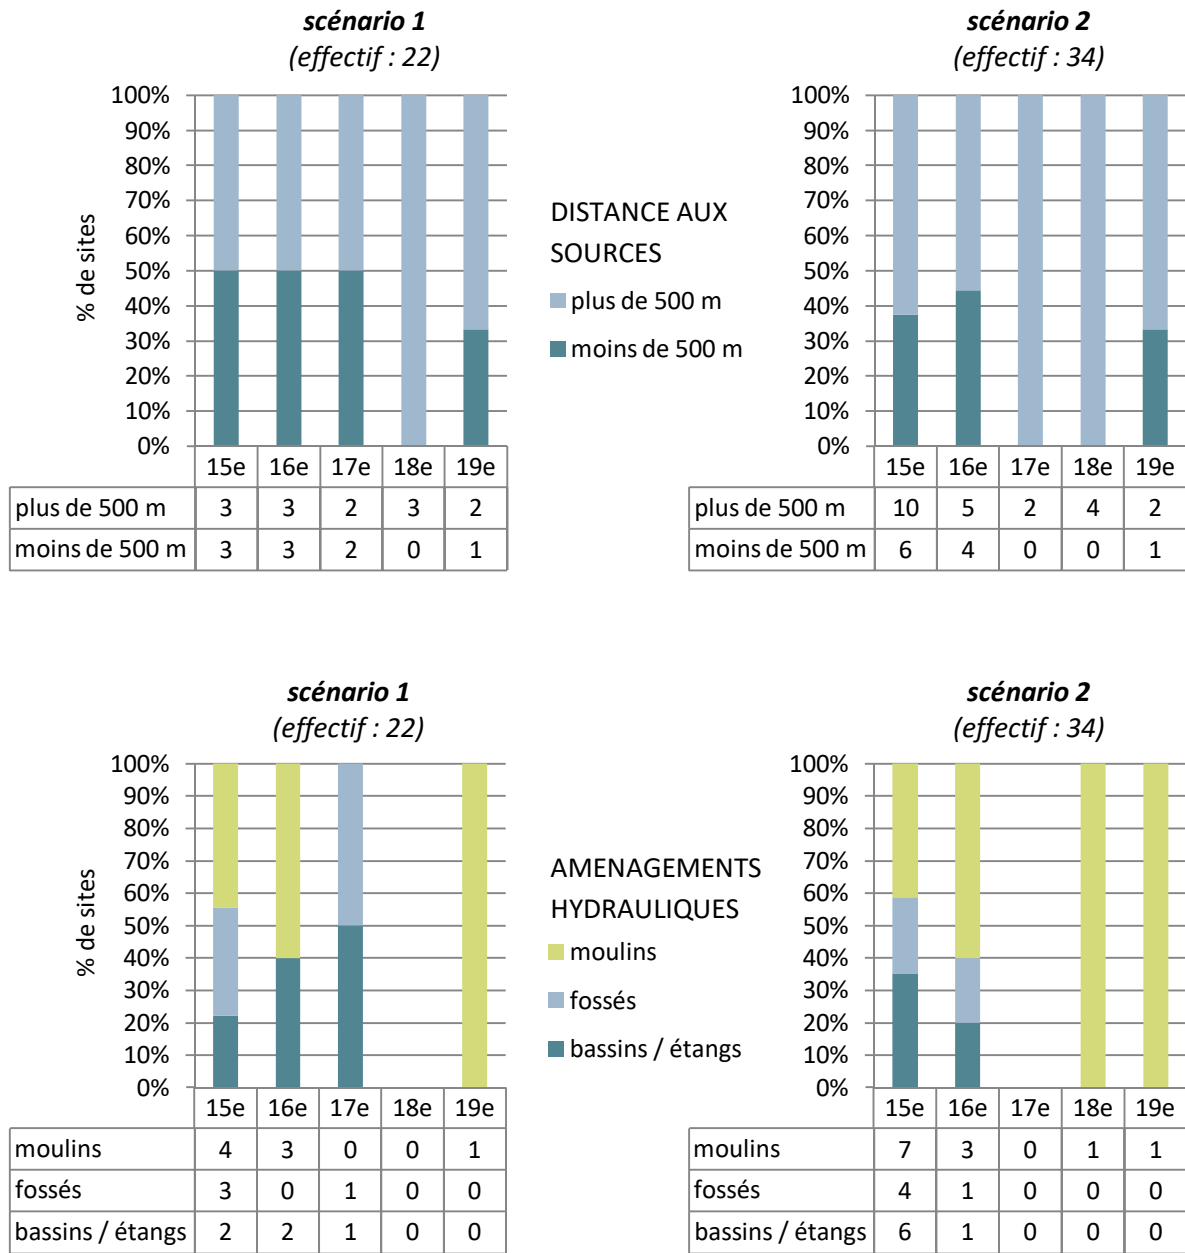 scénario 1
(effectif : 22)
100%
90%
80%
70%
60%
50%
40%
30%
20%
10%
0%
% de sites
15e 16e 17e 18e 19e
plus de 500 m 3 3 2 3 2
moins de 500 m 3 3 2 0 1
DISTANCE AUX
SOURCES
plus de 500 m
moins de 500 m
scénario 2
(effectif : 34)
100%
90%
80%
70%
60%
50%
40%
30%
20%
10%
0%
15e 16e 17e 18e 19e
plus de 500 m 10 5 2 4 2
moins de 500 m 6 4 0 0 1
scénario 1
(effectif : 22)
100%
90%
80%
70%
60%
50%
40%
30%
20%
10%
0%
% de sites
15e 16e 17e 18e 19e
moulins 4 3 0 0 1
fossés 3 0 1 0 0
bassins / étangs 2 2 1 0 0
AMENAGEMENTS
HYDRAULIQUES
moulins
fossés
bassins / étangs
scénario 2
(effectif : 34)
100%
90%
80%
70%
60%
50%
40%
30%
20%
10%
0%
15e 16e 17e 18e 19e
moulins 7 3 0 1 1
fossés 4 1 0 0 0
bassins / étangs 6 1 0 0 0